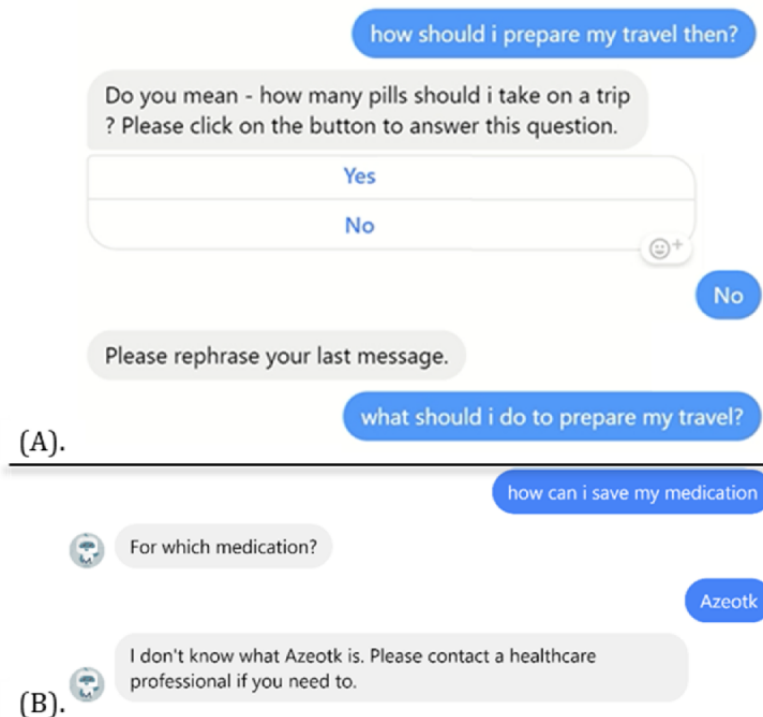 how should i prepare my travel then?
Do you mean - how many pills should i take on a trip
? Please click on the button to answer this question.
Yes
No
No
Please rephrase your last message.
what should i do to prepare my travel?
(A).
how can i save my medication
For which medication?
Azeotk
I don't know what Azeotk is. Please contact a healthcare
professional if you need to.
(B).